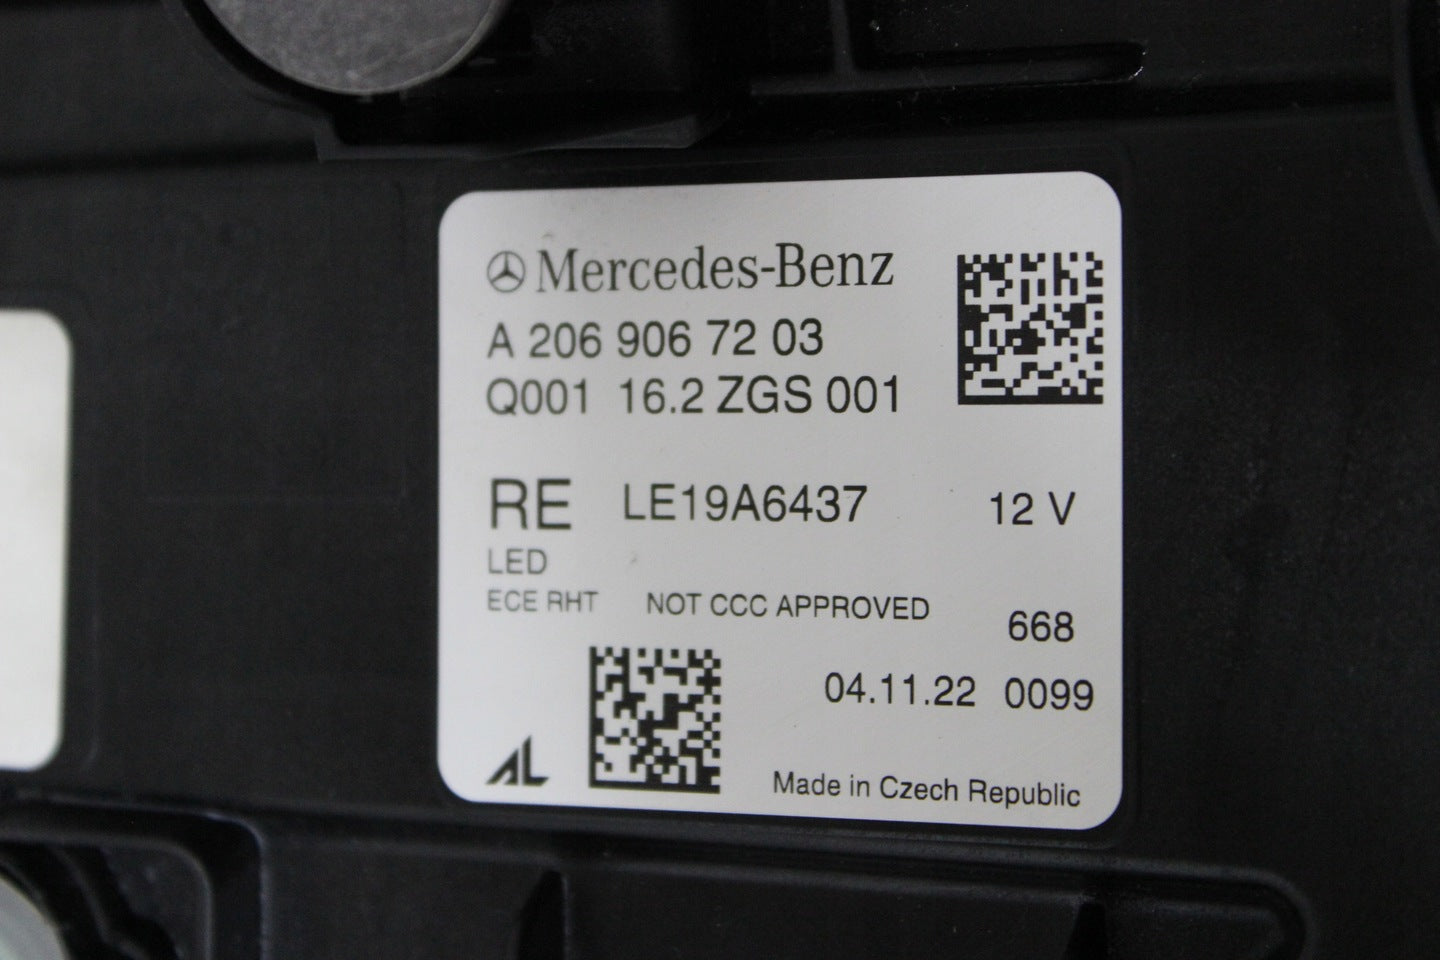 Mercedes-Benz
A 206 906 72 03
Q001 16.2 ZGS 001
RE LE19A6437 12 V
LED
ECE RHT NOT CCC APPROVED
668
04.11.22 0099
AL
Made in Czech Republic